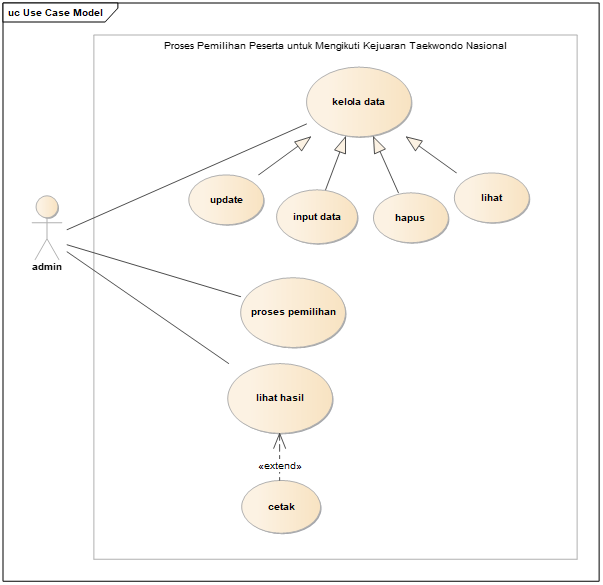 uc Use Case Model
Proses Pemilihan Peserta untuk Mengikuti Kejuaran Taekwondo Nasional
kelola data
update
input data
hapus
lihat
admin
proses pemilihan
lihat hasil
«extend»
cetak